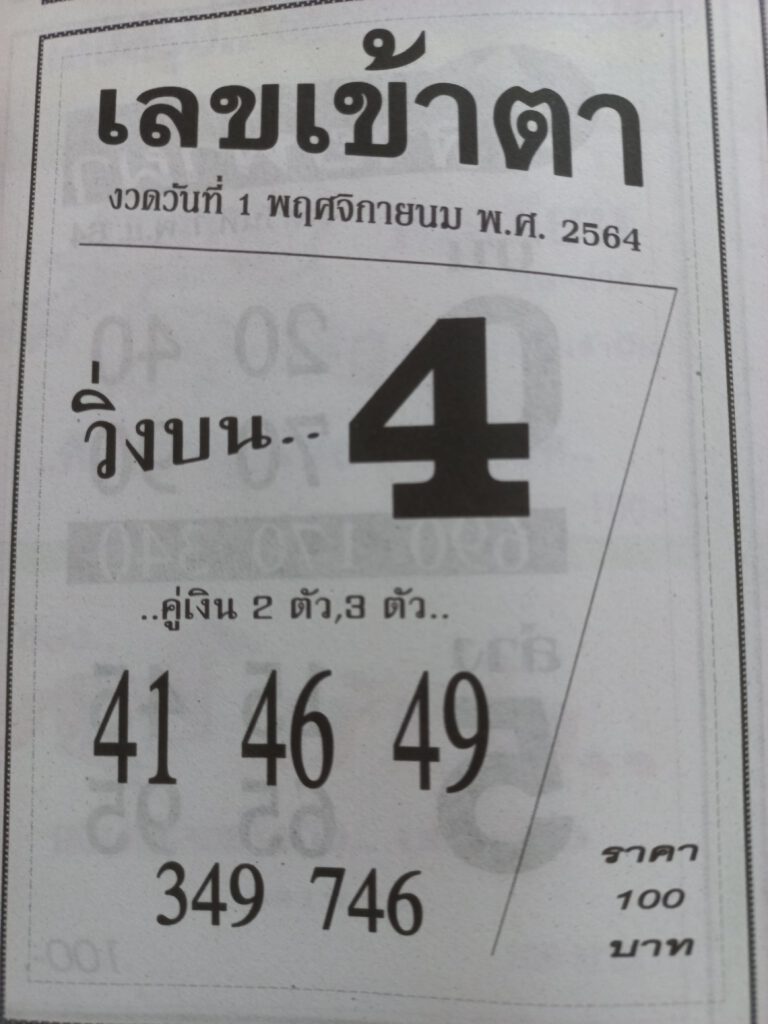 เลขเข้าตา
งวดวันที่ 1 พฤศจิกายนม พ.ศ. 2564
วิ่งบน.. 4
..คู่เงิน 2 ตัว,3 ตัว..
41 46 49
349 746
ราคา
100
บาท